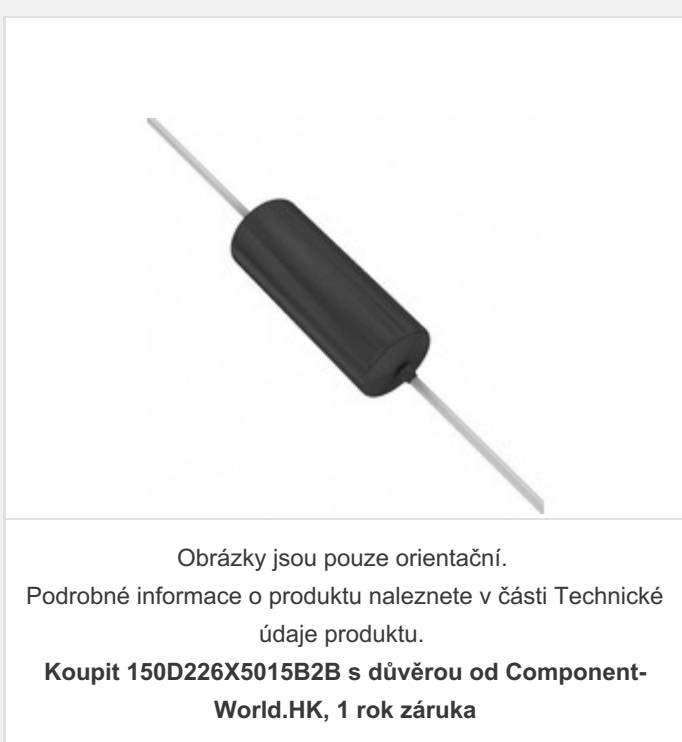 Obrázky jsou pouze orientační.
Podrobné informace o produktu naleznete v části Technické
údaje produktu.
Koupit 150D226X5015B2B s důvěrou od Component-
World.HK, 1 rok záruka